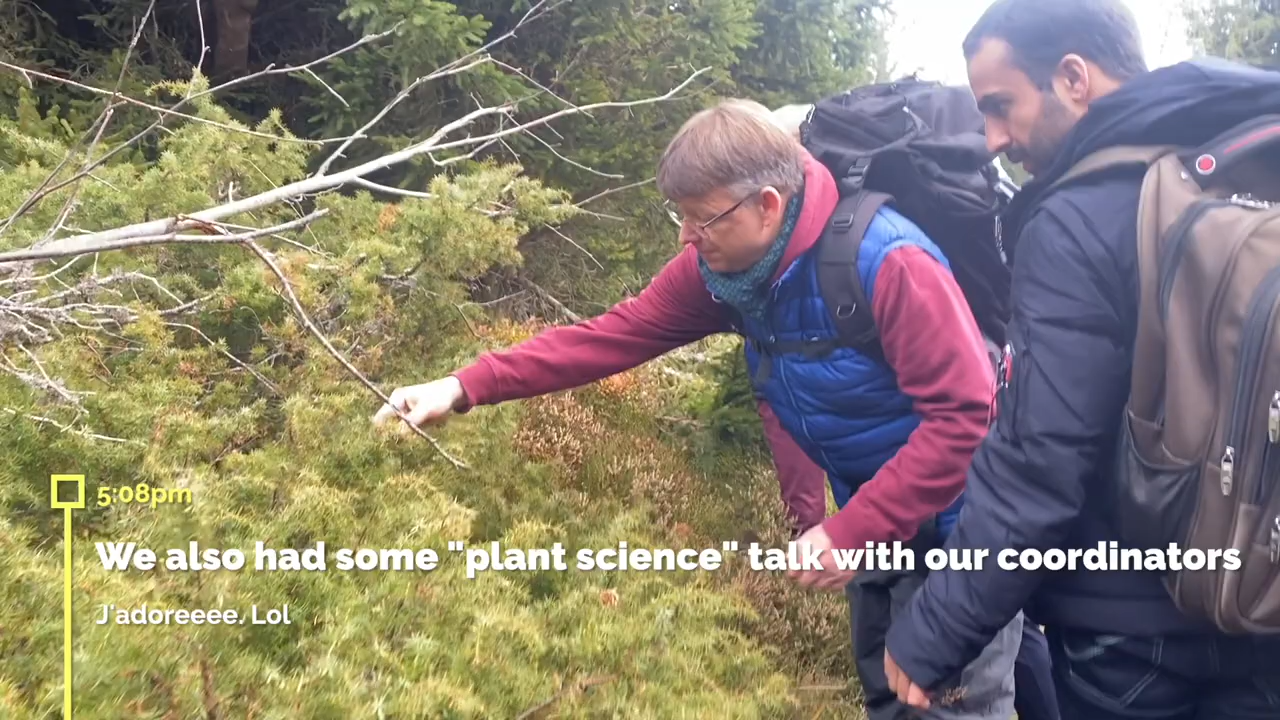 5:08pm
We also had some "plant science" talk with our coordinators
J'adoreeee. Lol